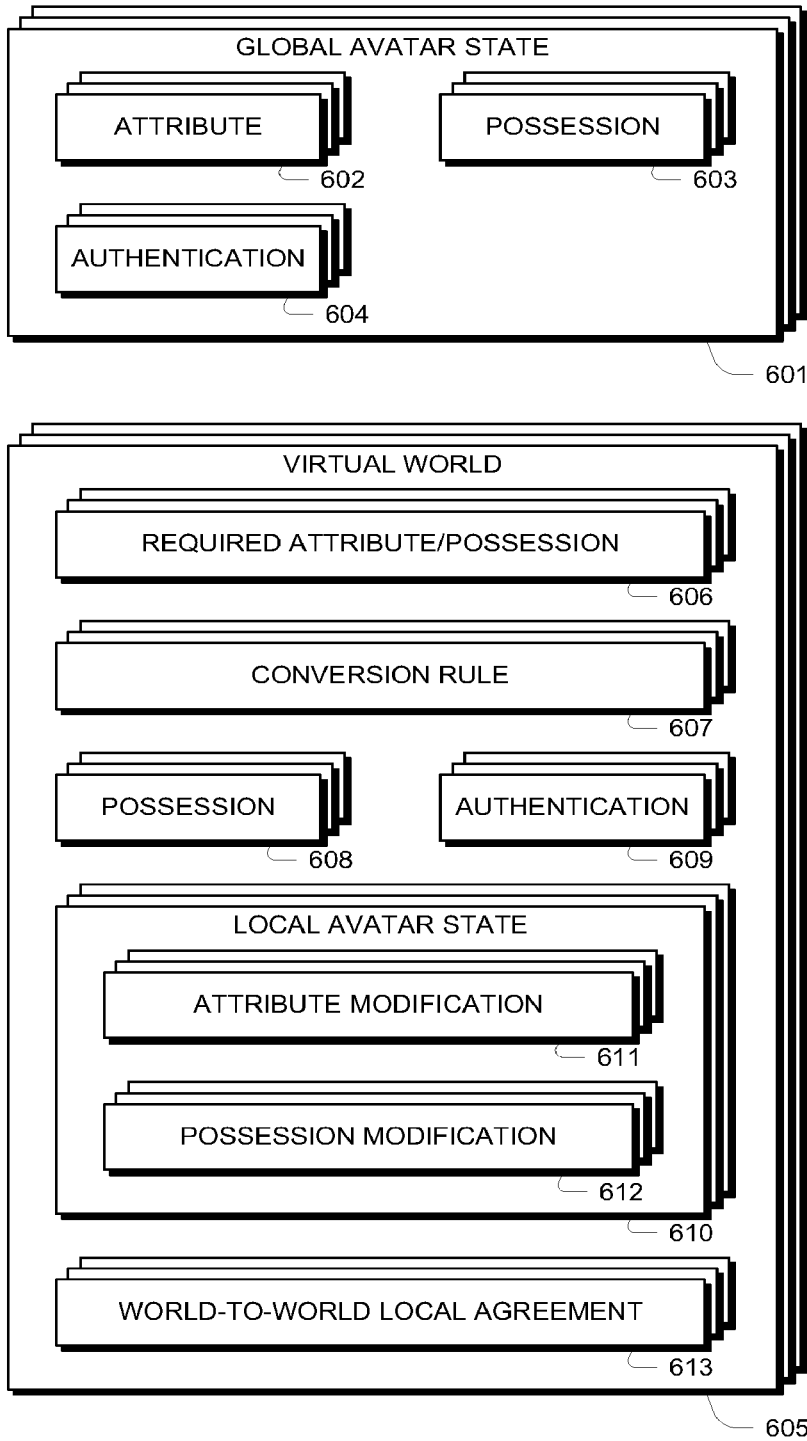 GLOBAL AVATAR STATE
ATTRIBUTE
POSSESSION
602
603
AUTHENTICATION
604
601
VIRTUAL WORLD
REQUIRED ATTRIBUTE/POSSESSION
606
CONVERSION RULE
607
POSSESSION
AUTHENTICATION
608
609
LOCAL AVATAR STATE
ATTRIBUTE MODIFICATION
611
POSSESSION MODIFICATION
612
610
WORLD-TO-WORLD LOCAL AGREEMENT
613
605